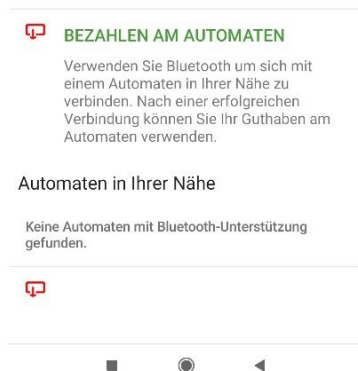 BEZAHLEN AM AUTOMATEN
Verwenden Sie Bluetooth um sich mit
einem Automaten in Ihrer Nähe zu
verbinden. Nach einer erfolgreichen
Verbindung können Sie Ihr Guthaben am
Automaten verwenden.
Automaten in Ihrer Nähe
Keine Automaten mit Bluetooth-Unterstützung
gefunden.